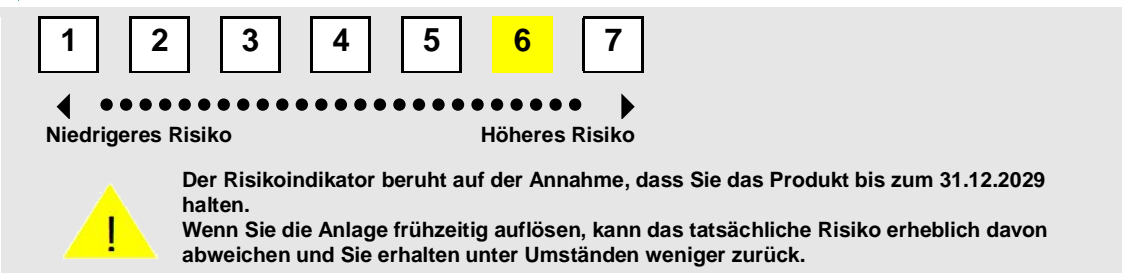 1 2 3 4 5 6 7
Niedrigeres Risiko Höheres Risiko
Der Risikoindikator beruht auf der Annahme, dass Sie das Produkt bis zum 31.12.2029
halten.
Wenn Sie die Anlage frühzeitig auflösen, kann das tatsächliche Risiko erheblich davon
abweichen und Sie erhalten unter Umständen weniger zurück.
!